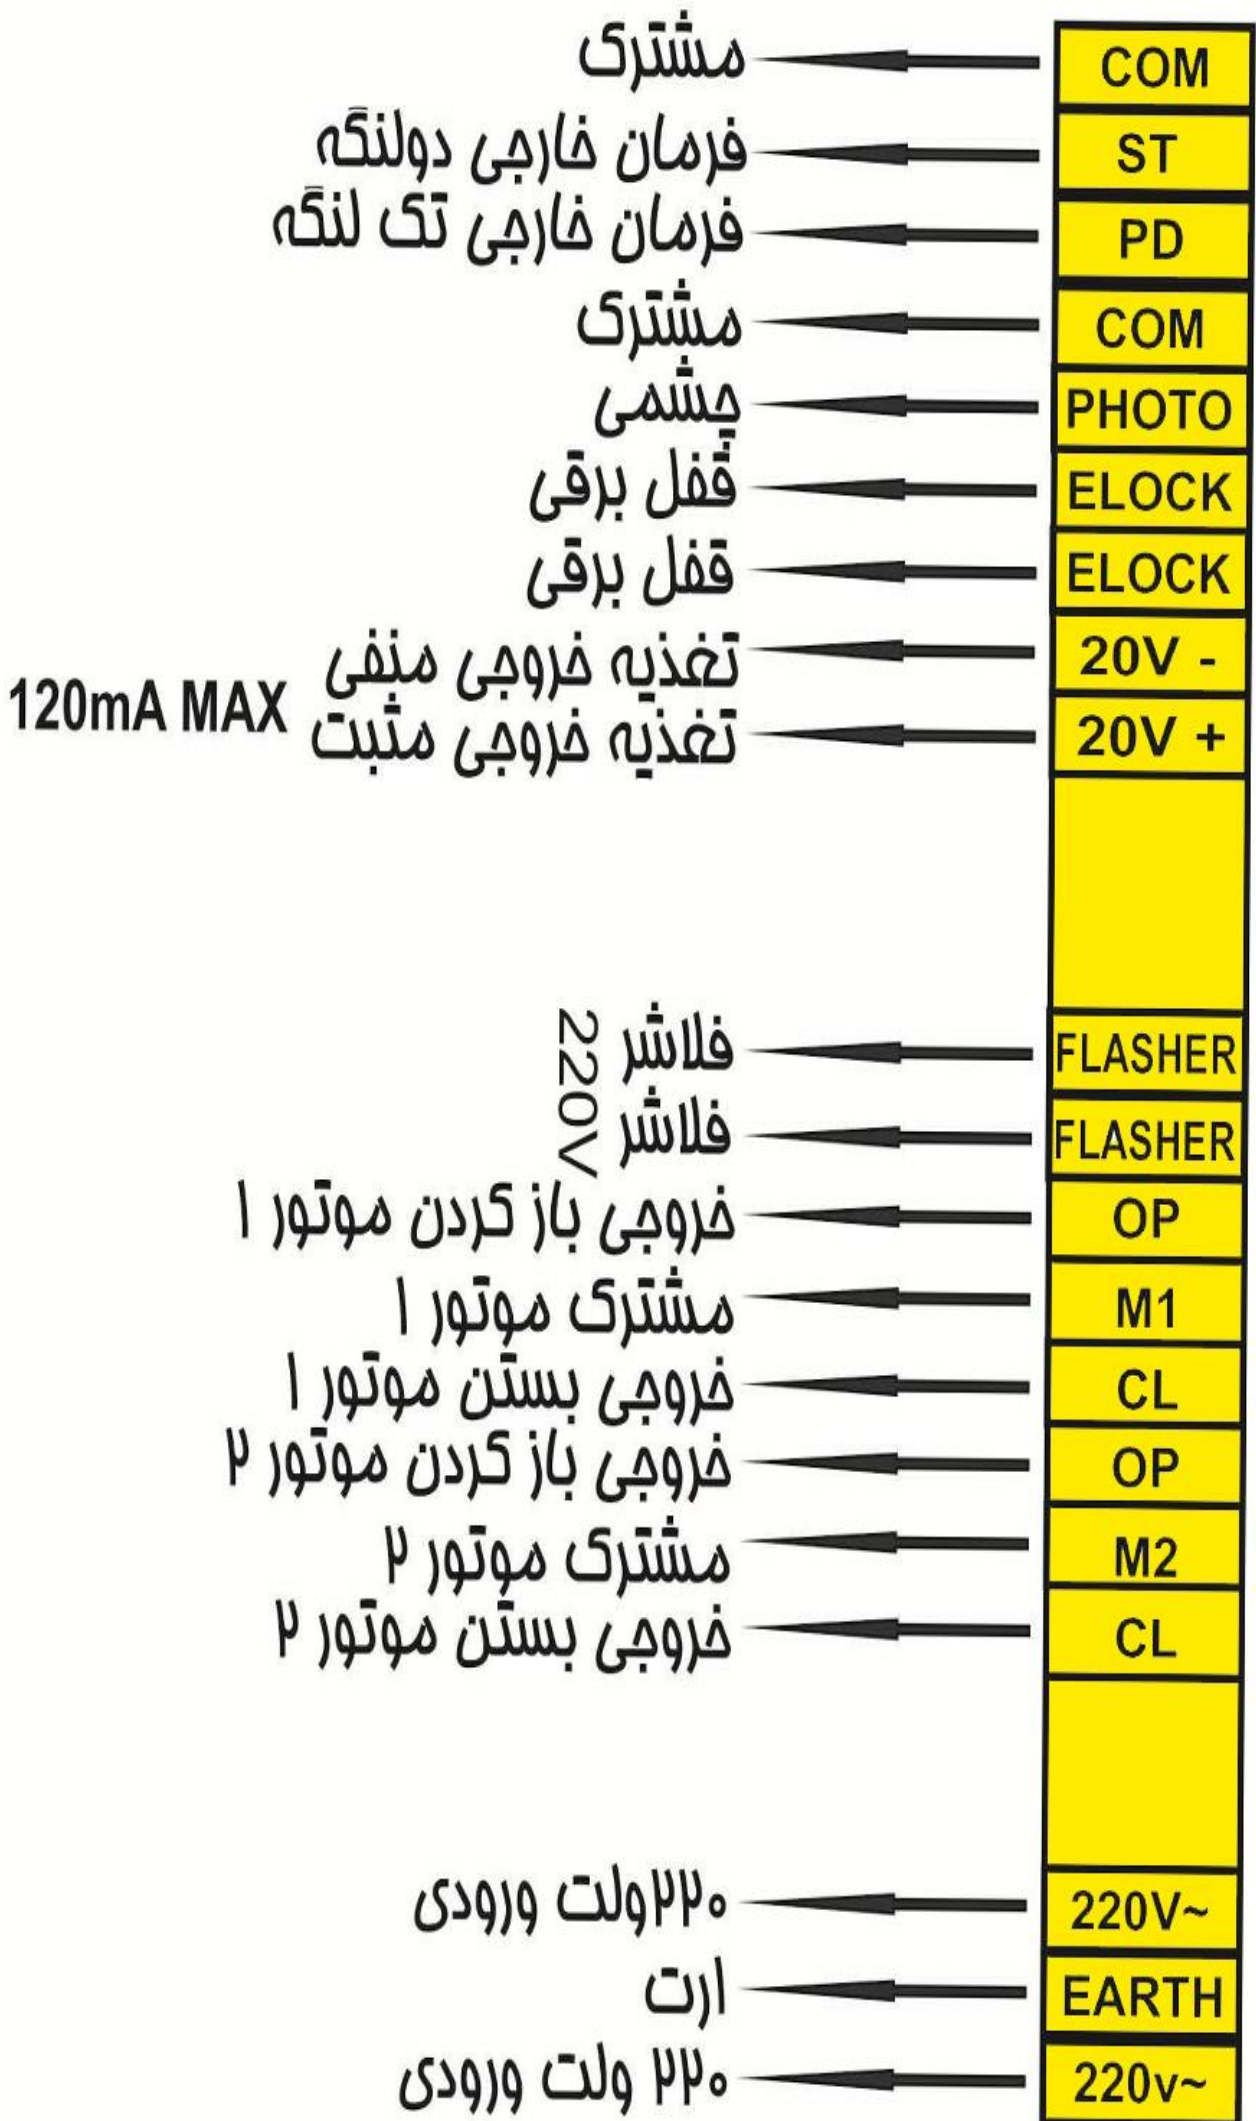 COM مشترک
ST فرمان خارجی دولنگه
PD فرمان خارجی تک لنگه
COM مشترک
PHOTO چشمی
ELOCK قفل برقی
ELOCK قفل برقی
20V - تغذیه خروجی منفی
20V + تغذیه خروجی مثبت
120mA MAX
FLASHER فلاشر
FLASHER فلاشر
220V
OP خروجی باز کردن موتور ۱
M1 مشترک موتور ۱
CL خروجی بستن موتور ۱
OP خروجی باز کردن موتور ۲
M2 مشترک موتور ۲
CL خروجی بستن موتور ۲
220V~ ۲۲۰ولت ورودی
EARTH ارت
220v~ ۲۲۰ ولت ورودی